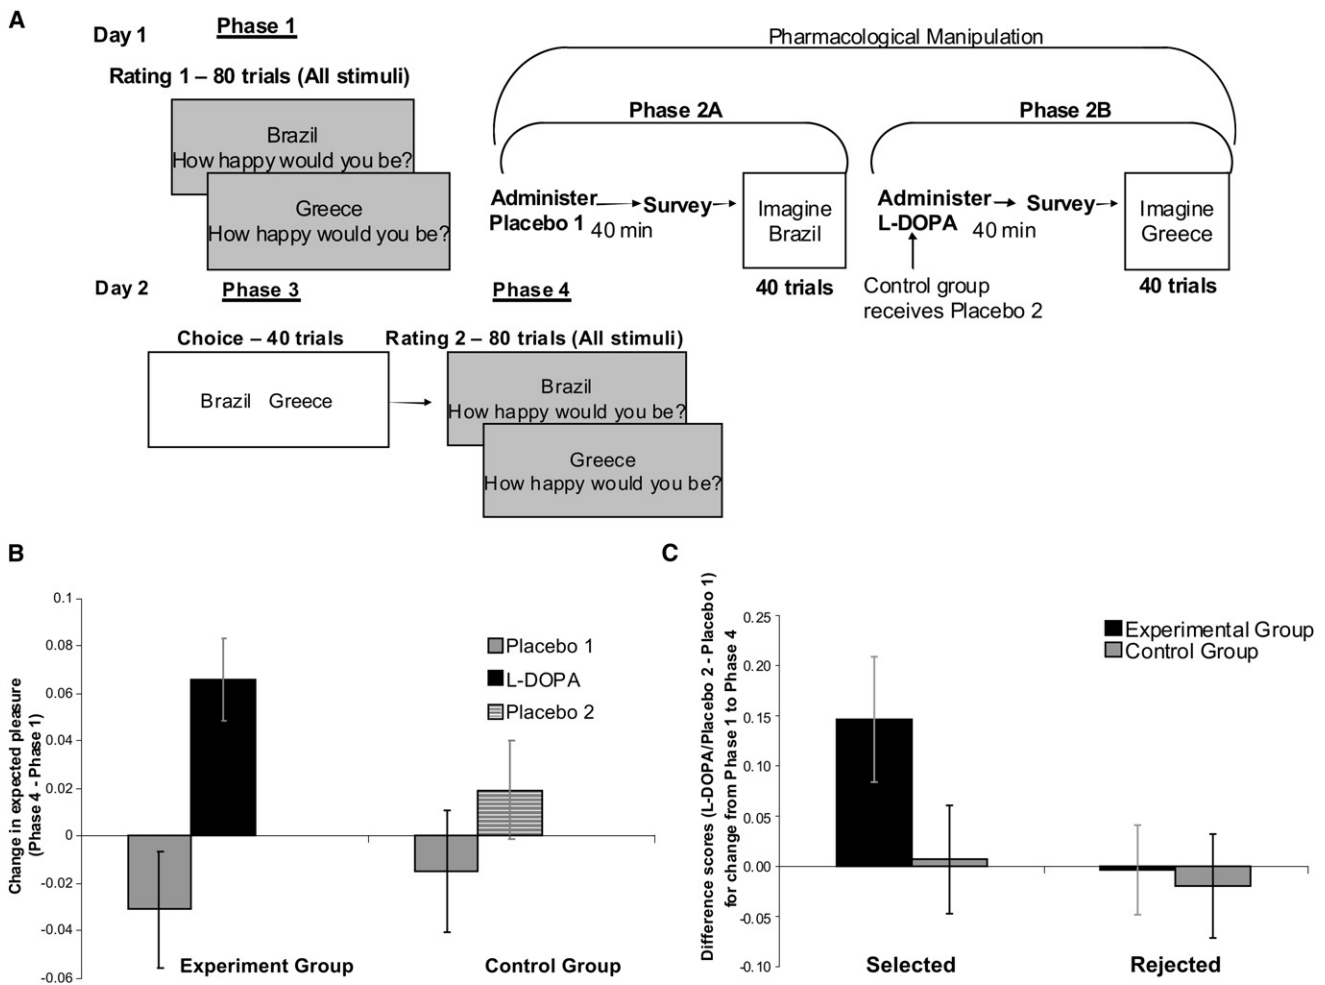 A
Day 1
Phase 1
Rating 1 – 80 trials (All stimuli)
Brazil
How happy would you be?
Greece
How happy would you be?
Pharmacological Manipulation
Phase 2A
Administer
Placebo 1
40 min
Survey
Imagine
Brazil
40 trials
Phase 2B
Administer
L-DOPA
40 min
Survey
Imagine
Greece
40 trials
Control group
receives Placebo 2
Day 2
Phase 3
Choice – 40 trials
Brazil Greece
Phase 4
Rating 2 – 80 trials (All stimuli)
Brazil
How happy would you be?
Greece
How happy would you be?
B
Change in expected pleasure
(Phase 4 - Phase 1)
0.1
0.08
0.06
0.04
0.02
0
-0.02
-0.04
-0.06
Placebo 1
L-DOPA
Placebo 2
Experiment Group
Control Group
C
Difference scores (L-DOPA/Placebo 2 - Placebo 1)
for change from Phase 1 to Phase 4
0.25
0.20
0.15
0.10
0.05
0.00
-0.05
-0.10
Experimental Group
Control Group
Selected
Rejected